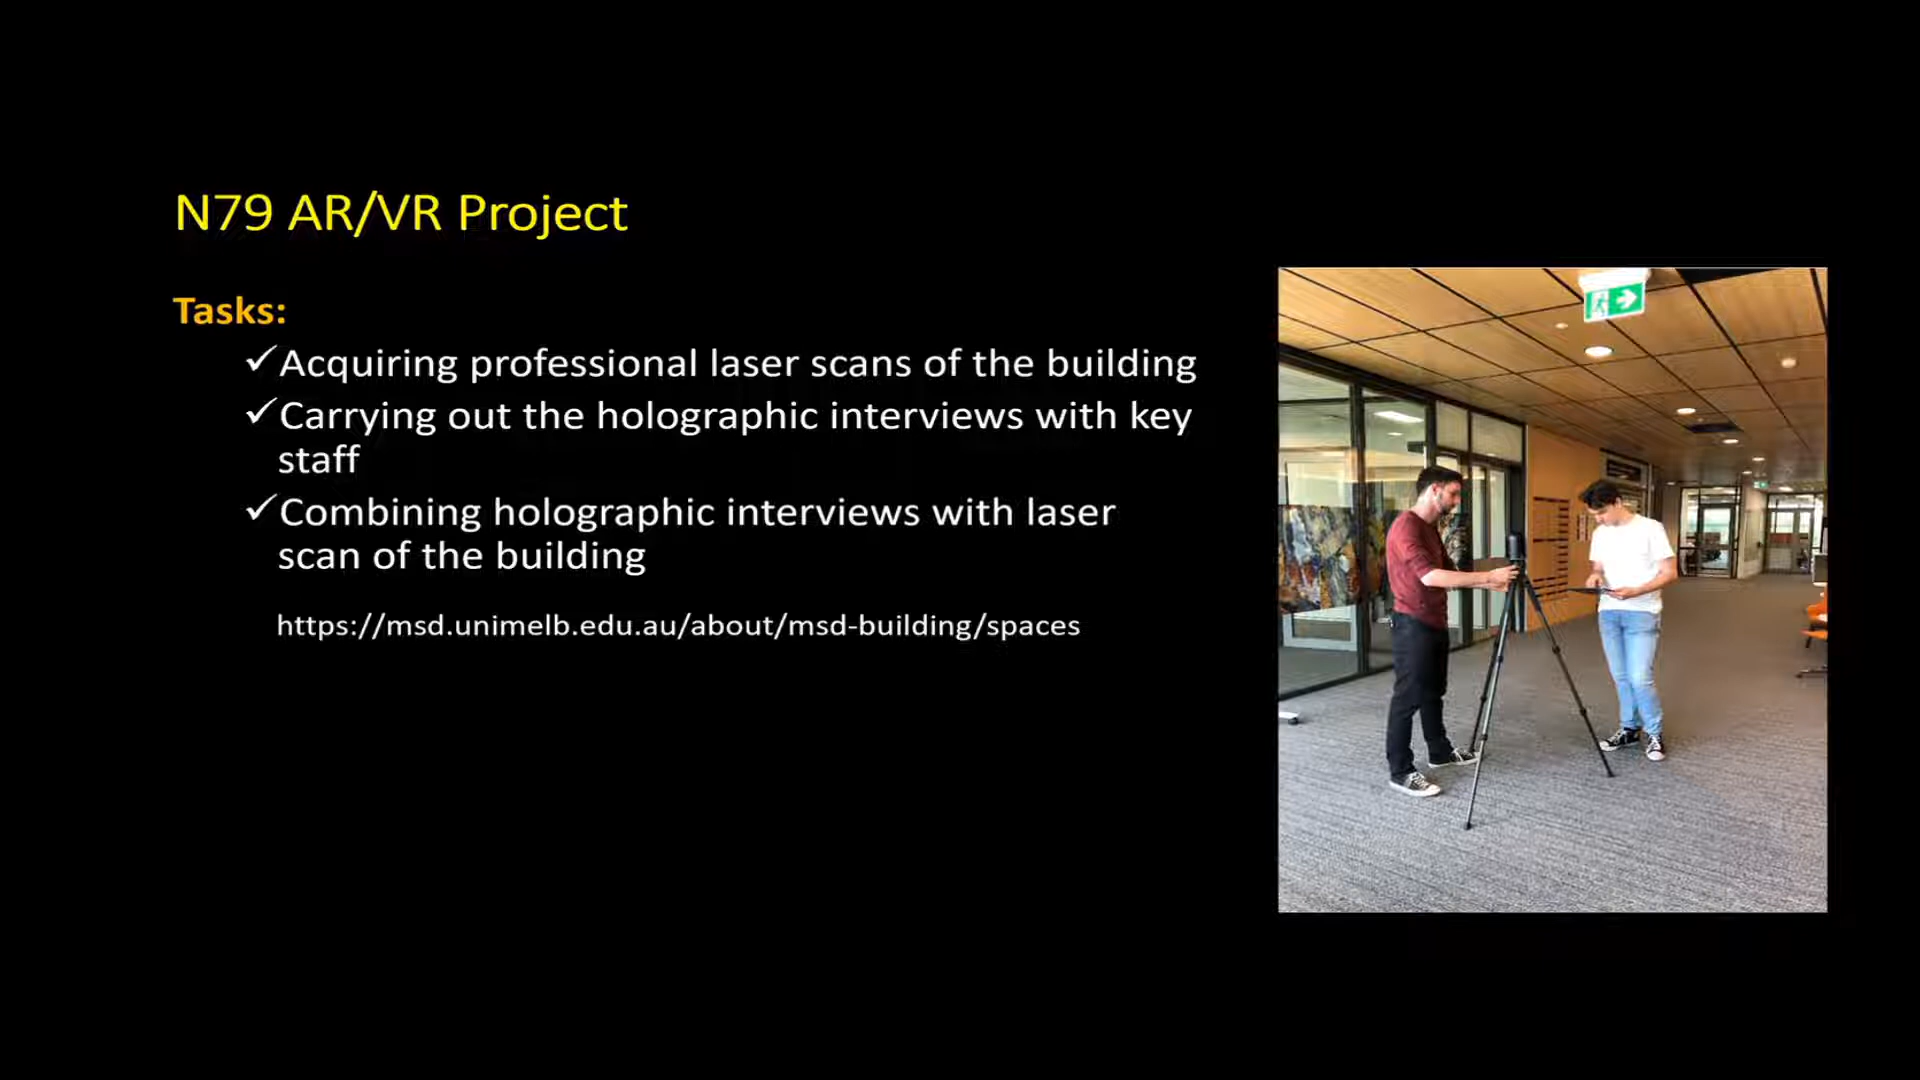 N79 AR/VR Project
Tasks:
✓Acquiring professional laser scans of the building
✓Carrying out the holographic interviews with key
staff
✓Combining holographic interviews with laser
scan of the building
https://msd.unimelb.edu.au/about/msd-building/spaces